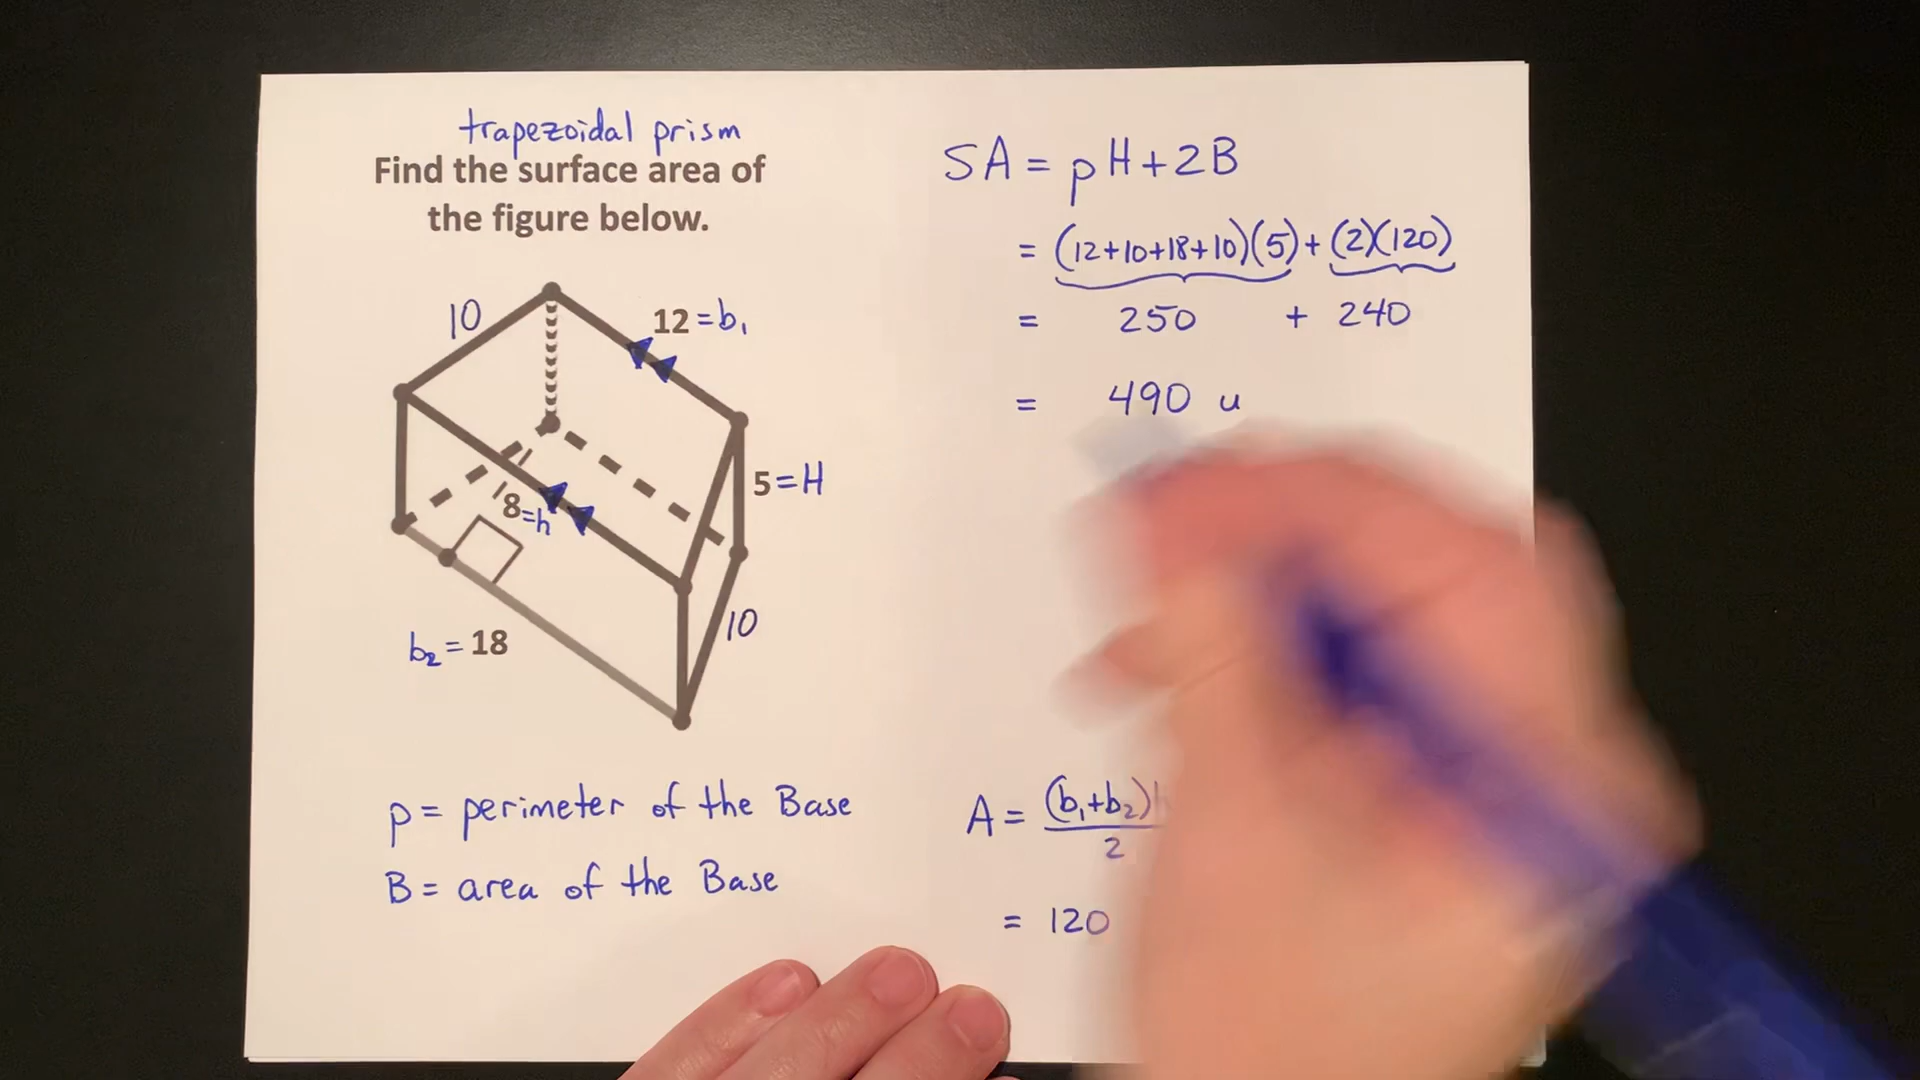 trapezoidal prism
Find the surface area of
the figure below.
10
12 = b₁
5 = H
8 = h
10
b₂ = 18
p = perimeter of the Base
B = area of the Base
SA = pH + 2B
= (12+10+18+10)(5) + (2)(120)
= 250 + 240
= 490 u
A = (b₁+b₂)h
2
= 120